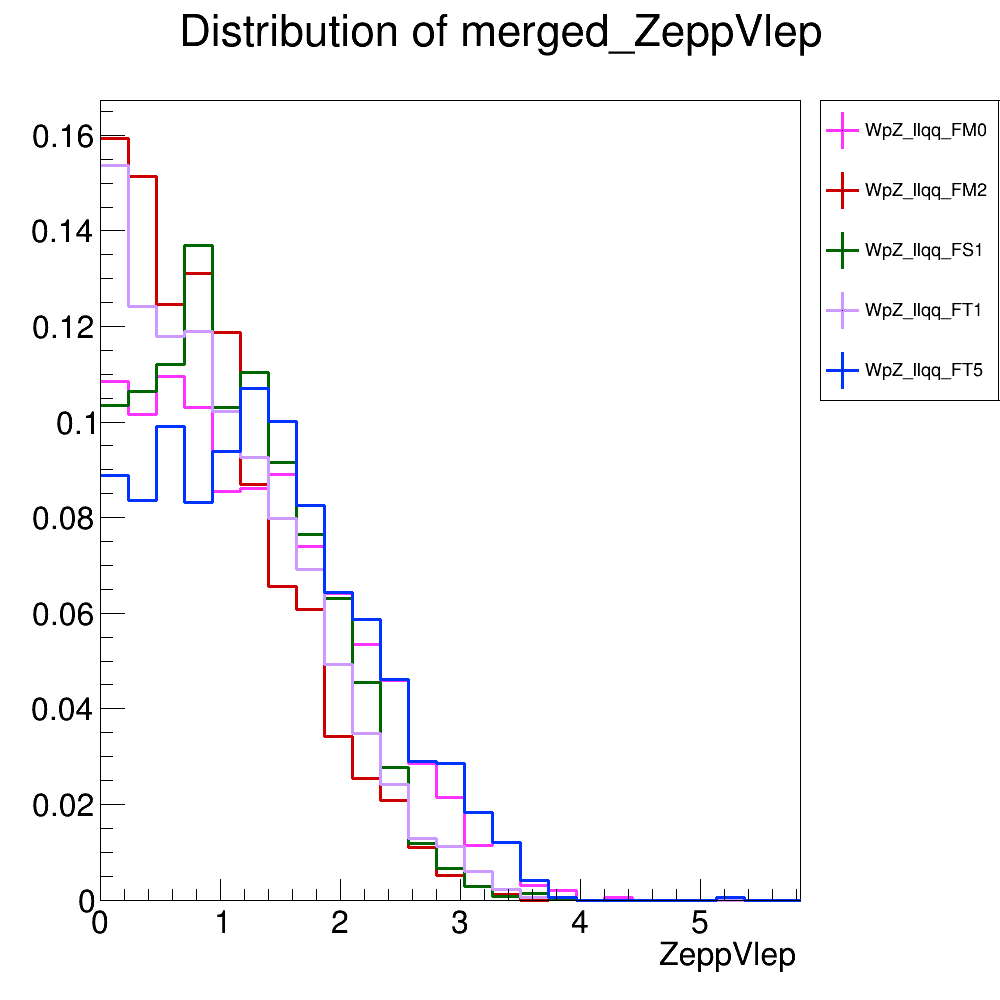 Distribution of merged_ZeppVlep
0.16
0.14
0.12
0.1
0.08
0.06
0.04
0.02
0
0 1 2 3 4 5
ZeppVlep
WpZ_llqq_FM0
WpZ_llqq_FM2
WpZ_llqq_FS1
WpZ_llqq_FT1
WpZ_llqq_FT5